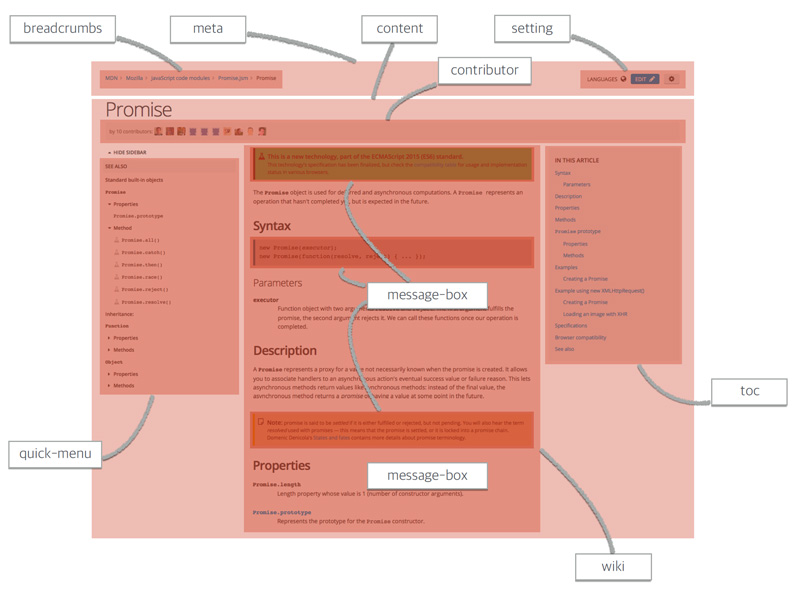 breadcrumbs
meta
content
setting
MDN Mozilla JavaScript code modules Promise.jsm Promise
LANGUAGES EDIT
contributor
Promise
by 10 contributors:
HIDE SIDEBAR
SEE ALSO
Standard built-in objects
Promise
Properties
Promise.prototype
Method
Promise.all()
Promise.catch()
Promise.then()
Promise.race()
Promise.reject()
Promise.resolve()
Inheritance:
Function
Properties
Methods
Object
Properties
Methods
quick-menu
This is a new technology, part of the ECMAScript 2015 (ES6) standard.
This technology's specification has been finalized, but check the compatibility table for usage and implementation
status in various browsers.
The Promise object is used for deferred and asynchronous computations. A Promise represents an
operation that hasn't completed yet, but is expected in the future.
Syntax
new Promise(executor);
new Promise(function(resolve, reject) { ... });
Parameters
message-box
executor
Function object with two arguments fulfills the
promise, the second argument rejects it. We can call these functions once our operation is
completed.
Description
A Promise represents a proxy for a value not necessarily known when the promise is created. It allows
you to associate handlers to an asynchronous action's eventual success value or failure reason. This lets
asynchronous methods return values like synchronous methods: instead of the final value, the
asynchronous method returns a promise of having a value at some point in the future.
Note: promise is said to be settled if it is either fulfilled or rejected, but not pending. You will also hear the term
resolved used with promises — this means that the promise is settled, or it is locked into a promise chain.
Domenic Denicola's States and fates contains more details about promise terminology.
Properties
message-box
Promise.length
Length property whose value is 1 (number of constructor arguments).
Promise.prototype
Represents the prototype for the Promise constructor.
IN THIS ARTICLE
Syntax
Parameters
Description
Properties
Methods
Promise prototype
Properties
Methods
Examples
Creating a Promise
Example using new XMLHttpRequest()
Creating a Promise
Loading an image with XHR
Specifications
Browser compatibility
See also
toc
wiki